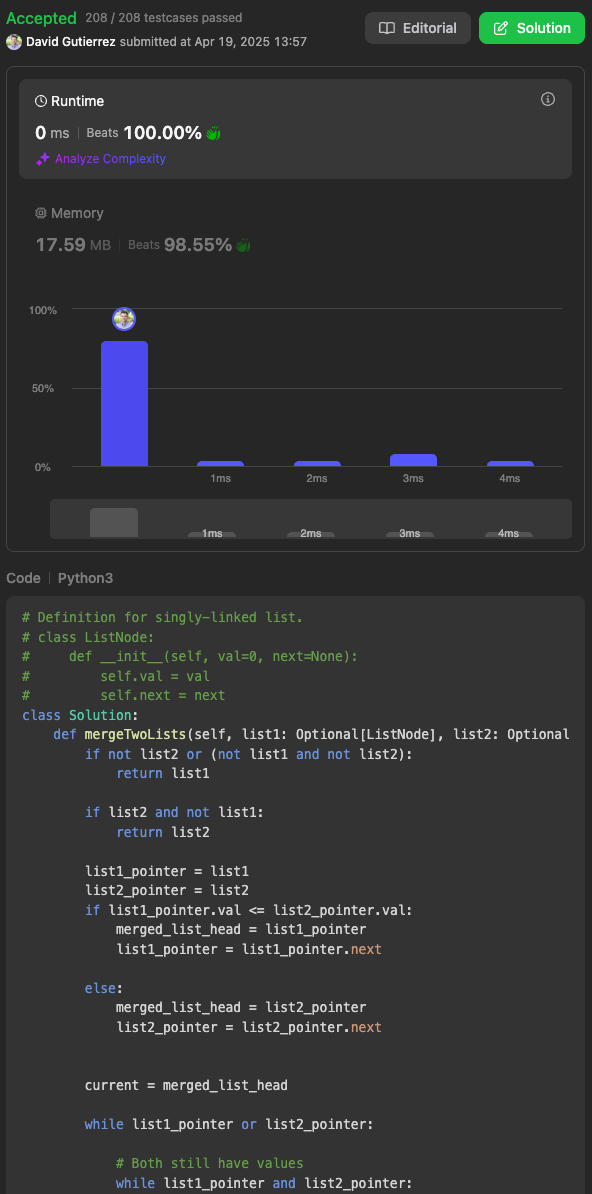 Accepted 208 / 208 testcases passed
David Gutierrez submitted at Apr 19, 2025 13:57
Editorial
Solution
Runtime
0 ms | Beats 100.00%
Analyze Complexity
Memory
17.59 MB | Beats 98.55%
100%
50%
0%
1ms 2ms 3ms 4ms
1ms 2ms 3ms 4ms
Code | Python3
# Definition for singly-linked list.
# class ListNode:
#     def __init__(self, val=0, next=None):
#         self.val = val
#         self.next = next
class Solution:
    def mergeTwoLists(self, list1: Optional[ListNode], list2: Optional
        if not list2 or (not list1 and not list2):
            return list1
        if list2 and not list1:
            return list2
        list1_pointer = list1
        list2_pointer = list2
        if list1_pointer.val <= list2_pointer.val:
            merged_list_head = list1_pointer
            list1_pointer = list1_pointer.next
        else:
            merged_list_head = list2_pointer
            list2_pointer = list2_pointer.next
        current = merged_list_head
        while list1_pointer or list2_pointer:
            # Both still have values
            while list1_pointer and list2_pointer: